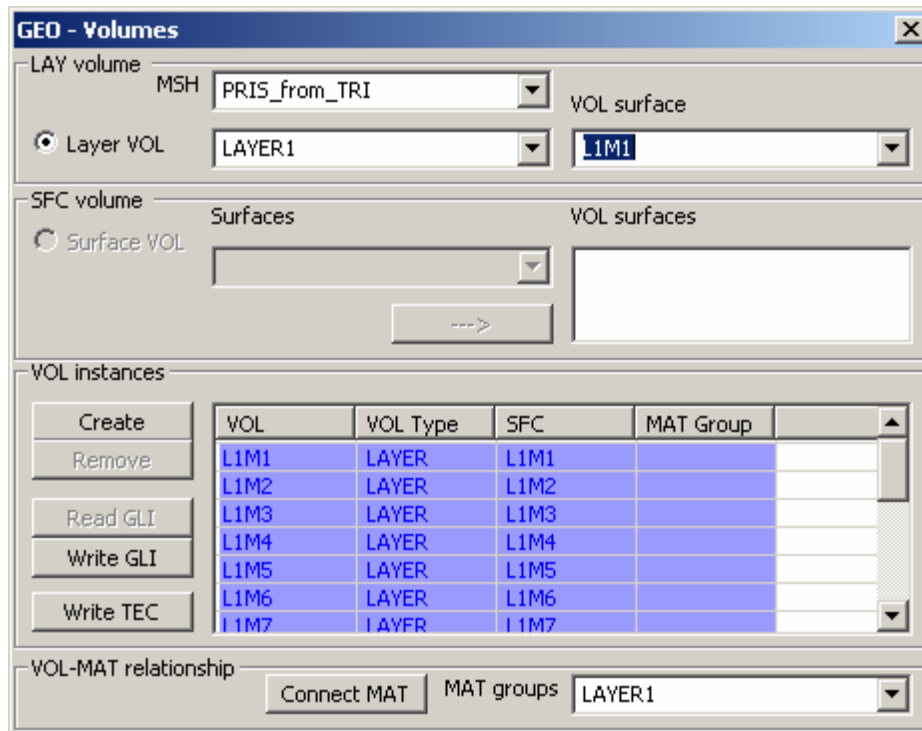 GEO - Volumes
LAY volume
MSH PRIS_from_TRI
VOL surface
Layer VOL LAYER1 L1M1
SFC volume
Surfaces VOL surfaces
Surface VOL
--->
VOL instances
Create VOL VOL Type SFC MAT Group
Remove L1M1 LAYER L1M1
L1M2 LAYER L1M2
Read GLI L1M3 LAYER L1M3
Write GLI L1M4 LAYER L1M4
L1M5 LAYER L1M5
Write TEC L1M6 LAYER L1M6
L1M7 LAYER L1M7
VOL-MAT relationship
Connect MAT MAT groups LAYER1